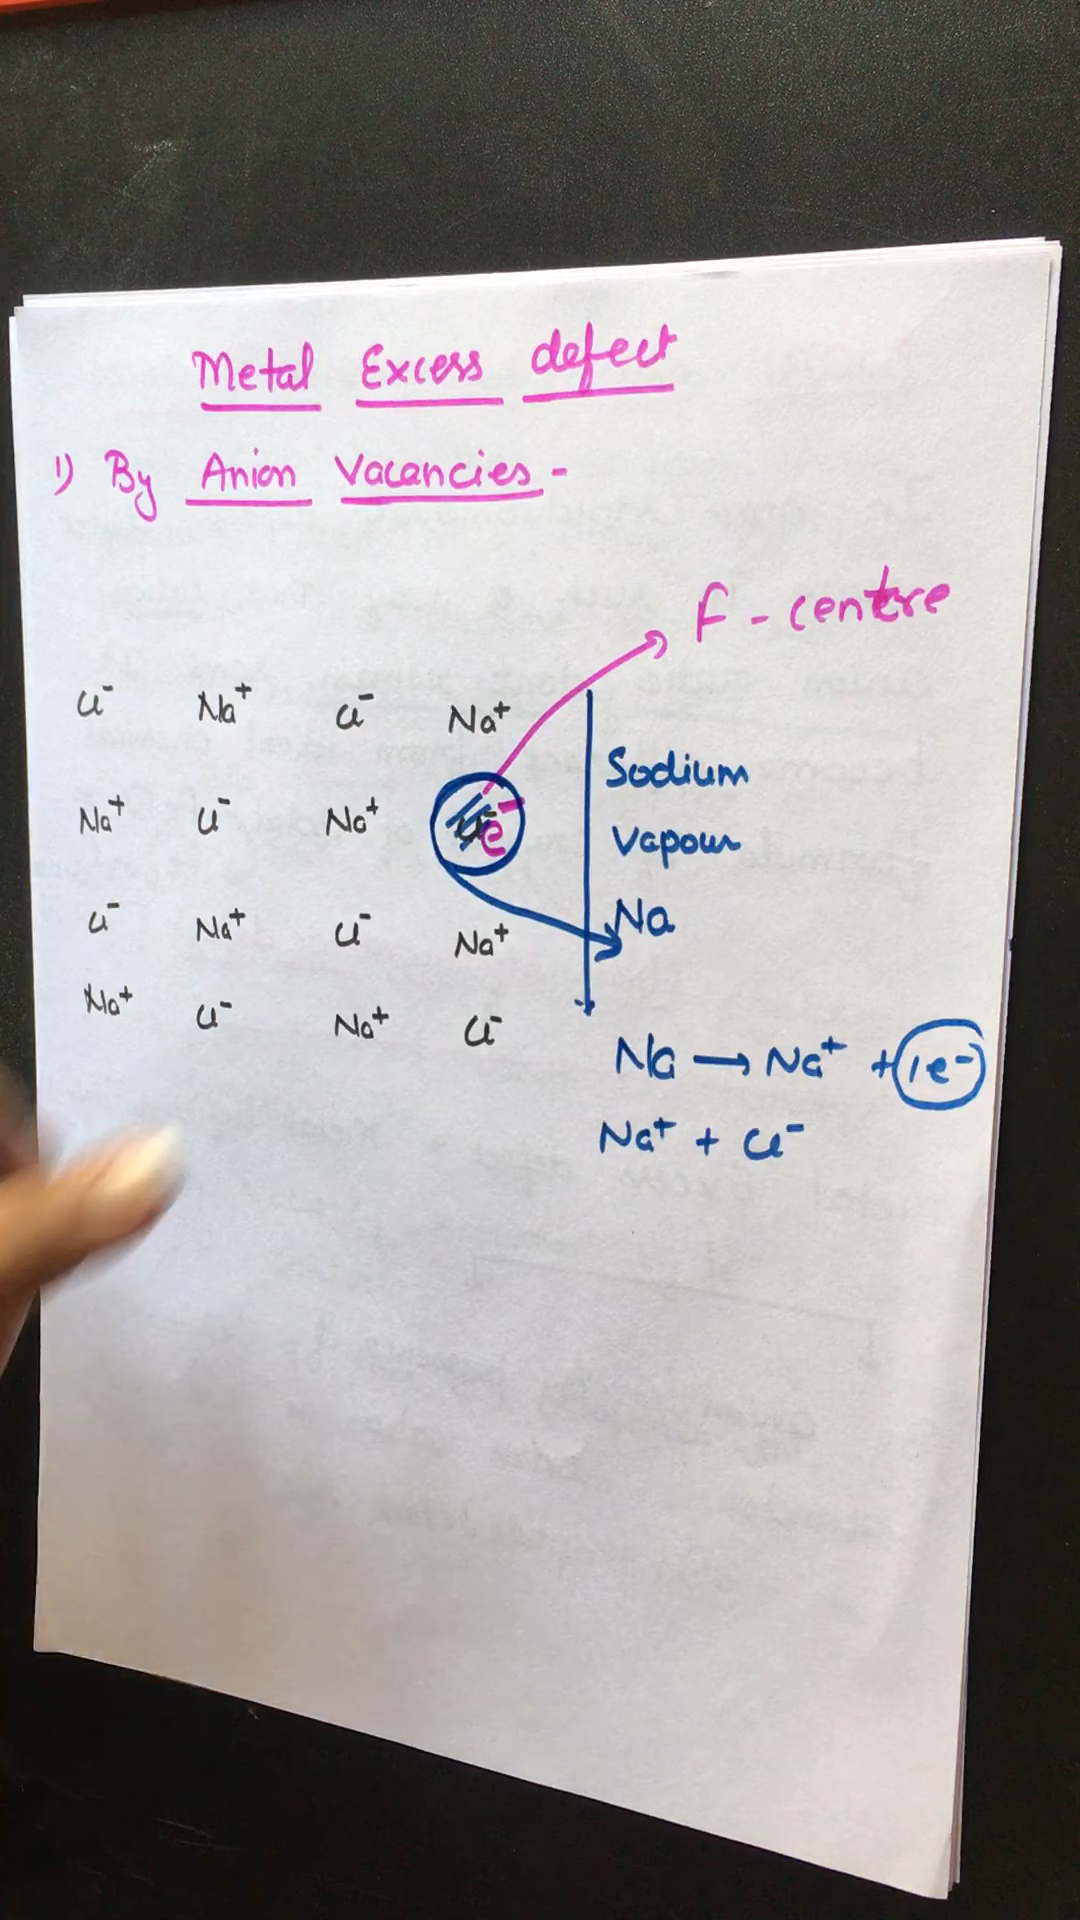 Metal Excess defect
1) By Anion Vacancies -
F - centre
Cl⁻ Na⁺ Cl⁻ Na⁺
Sodium
Na⁺ Cl⁻ Na⁺ e⁻
Vapour
Cl⁻ Na⁺ Cl⁻ Na⁺
Na
Na⁺ Cl⁻ Na⁺ Cl⁻
Na → Na⁺ + 1e⁻
Na⁺ + Cl⁻